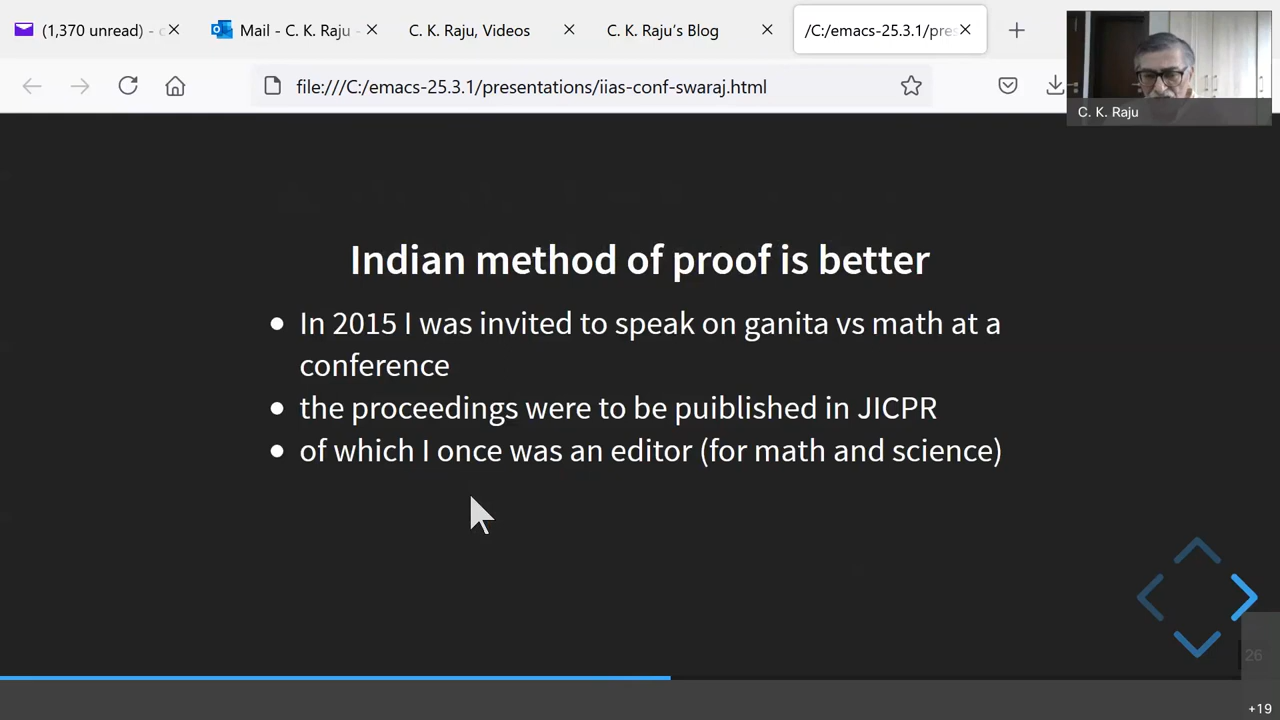 (1,370 unread) - c
Mail - C. K. Raju -
C. K. Raju, Videos
C. K. Raju's Blog
/C:/emacs-25.3.1/pres
file:///C:/emacs-25.3.1/presentations/iias-conf-swaraj.html
C. K. Raju
Indian method of proof is better
In 2015 I was invited to speak on ganita vs math at a
conference
the proceedings were to be puiblished in JICPR
of which I once was an editor (for math and science)
26
+19